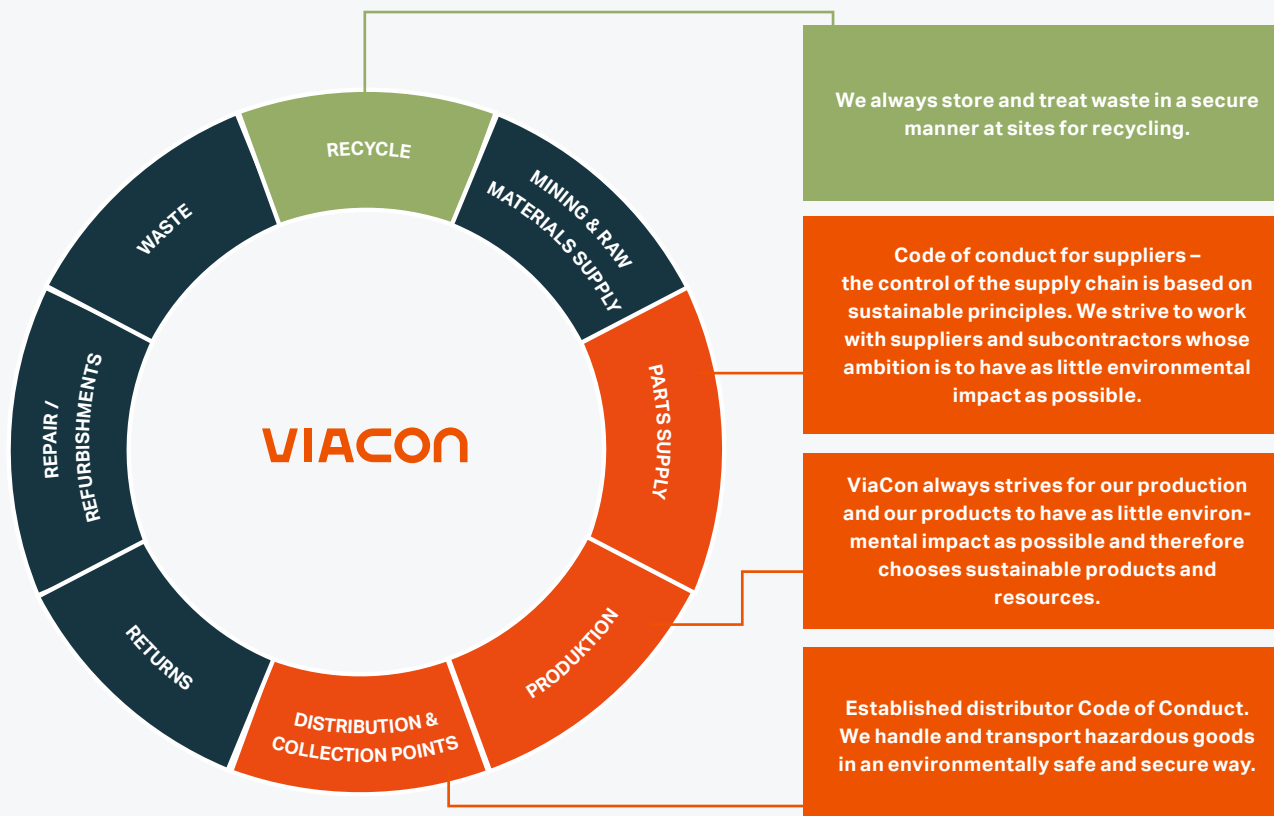 RECYCLE
MINING & RAW
MATERIALS SUPPLY
PARTS SUPPLY
PRODUKTION
DISTRIBUTION &
COLLECTION POINTS
RETURNS
REPAIR /
REFURBISHMENTS
WASTE
VIACON
We always store and treat waste in a secure
manner at sites for recycling.
Code of conduct for suppliers –
the control of the supply chain is based on
sustainable principles. We strive to work
with suppliers and subcontractors whose
ambition is to have as little environmental
impact as possible.
ViaCon always strives for our production
and our products to have as little environ-
mental impact as possible and therefore
chooses sustainable products and
resources.
Established distributor Code of Conduct.
We handle and transport hazardous goods
in an environmentally safe and secure way.